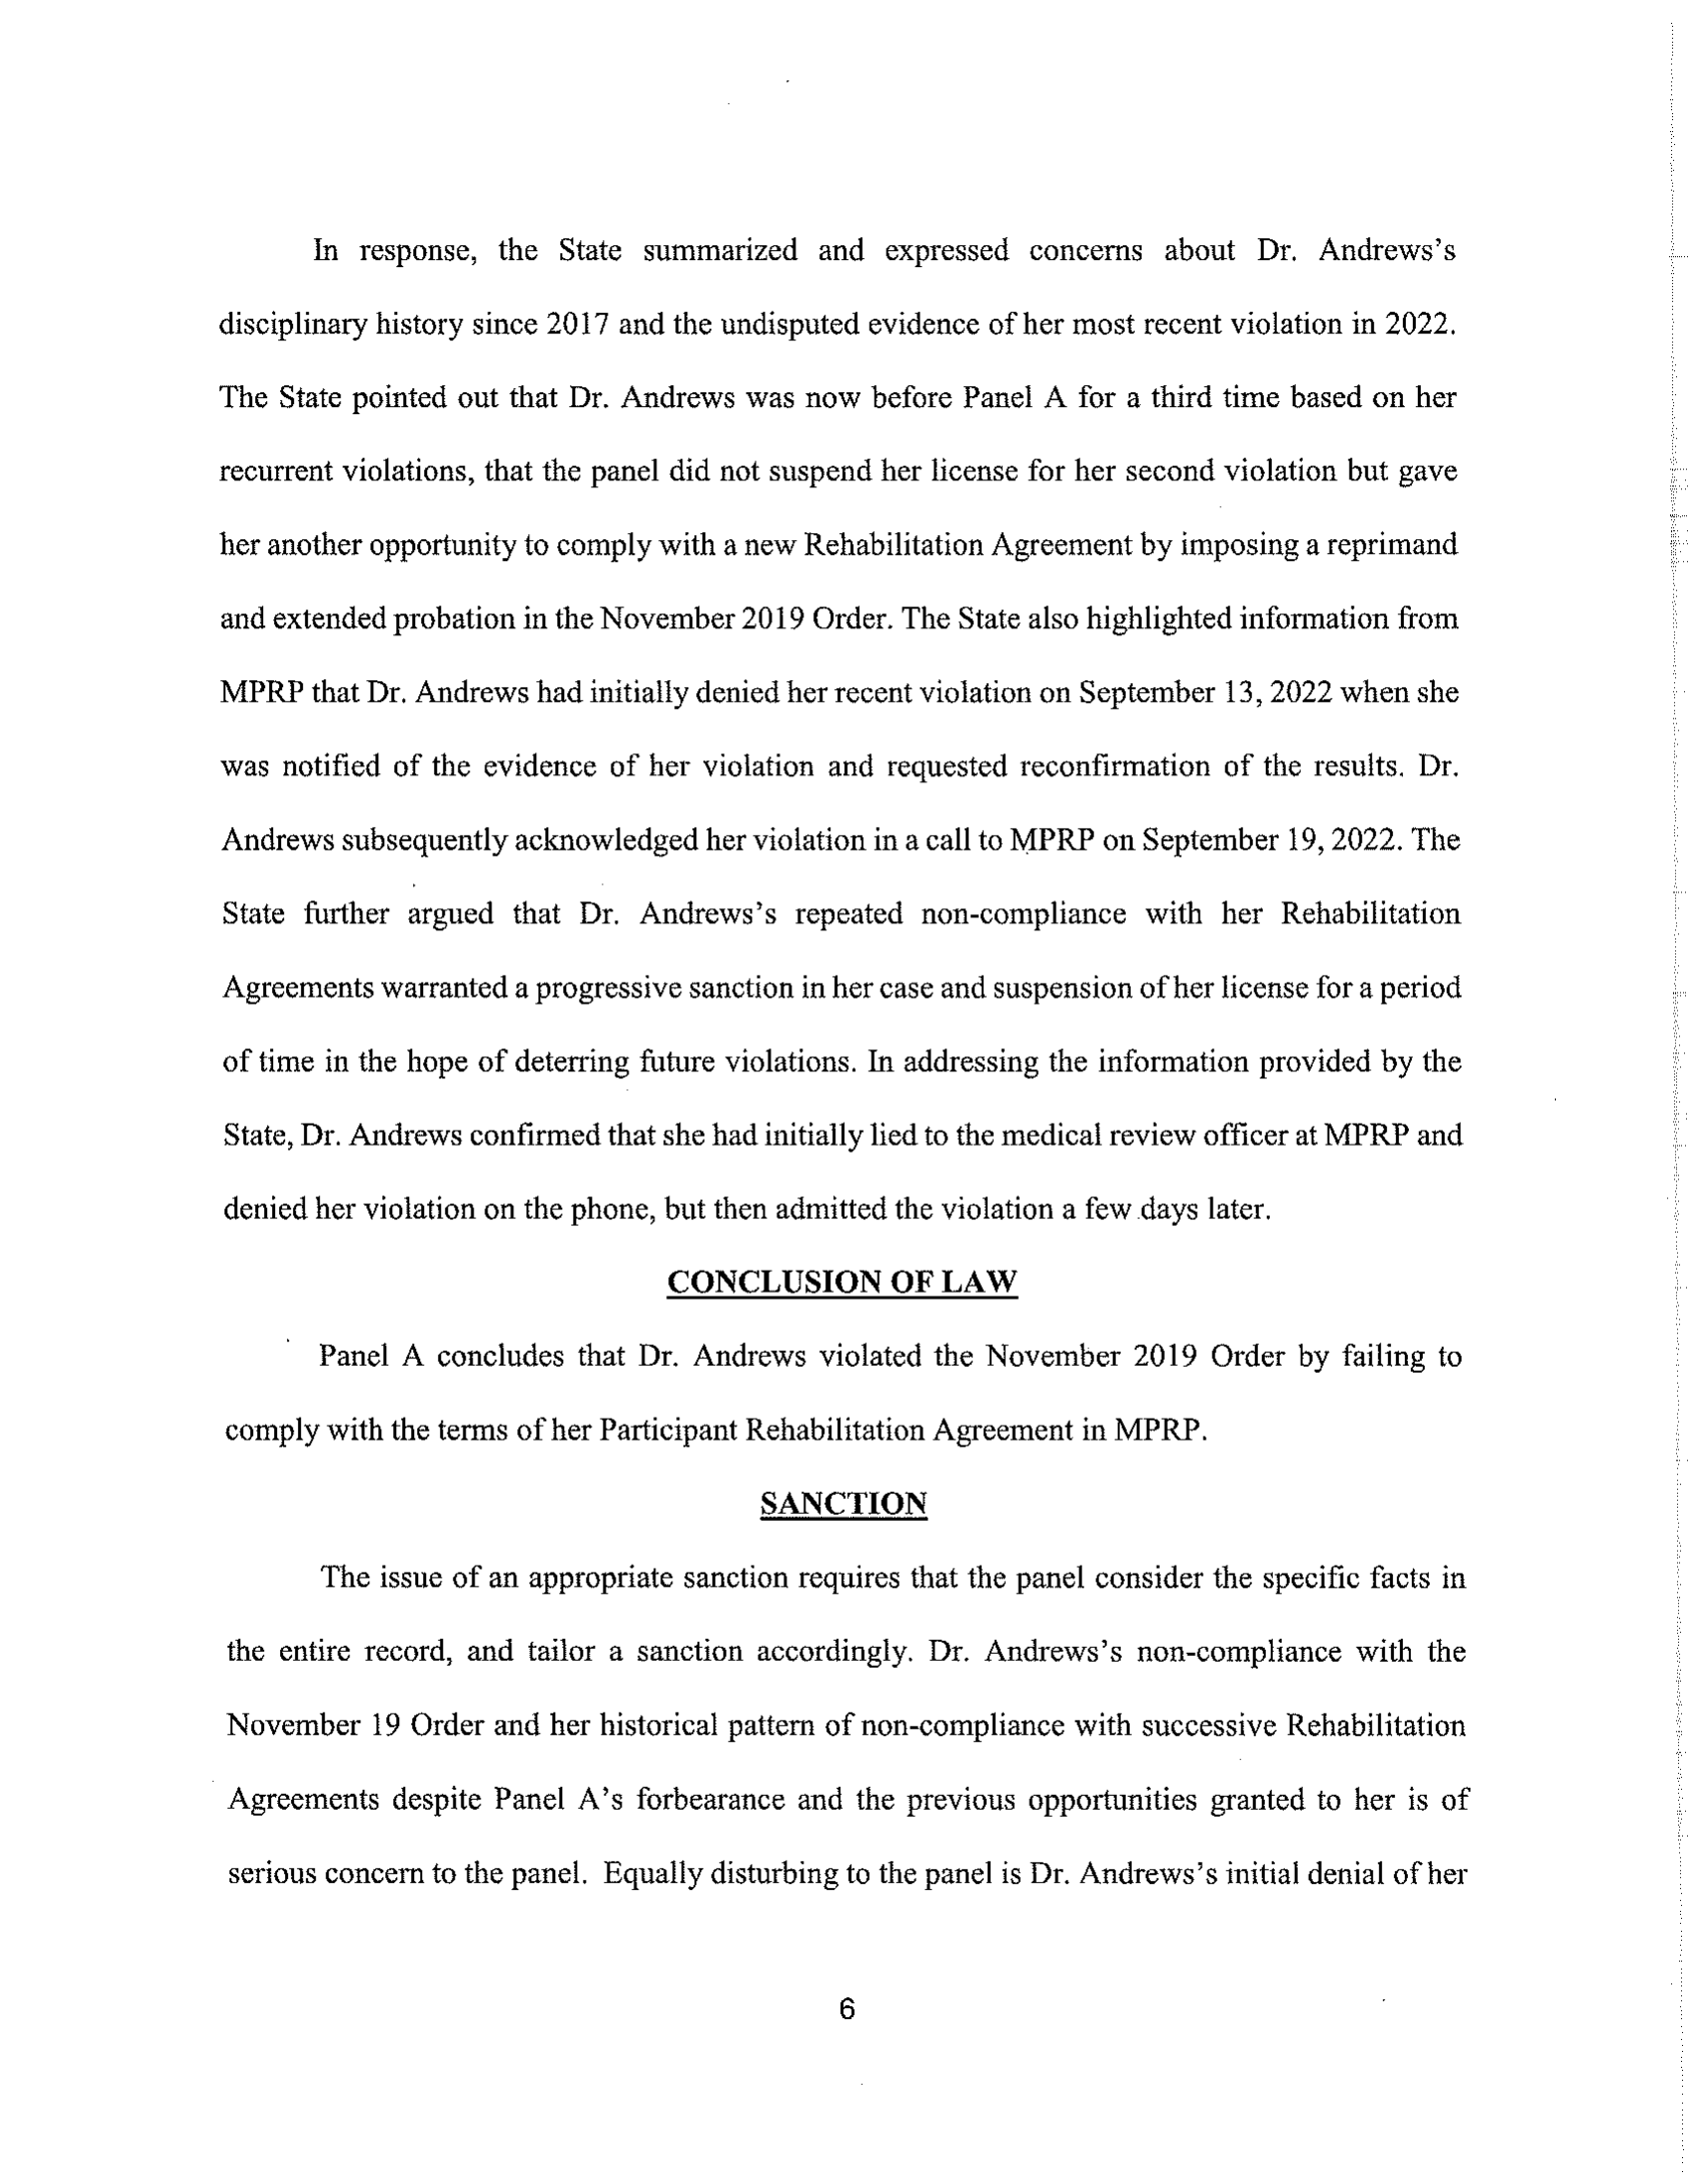 In response, the State summarized and expressed concerns about Dr. Andrews’s
disciplinary history since 2017 and the undisputed evidence of her most recent violation in 2022.
The State pointed out that Dr. Andrews was now before Panel A for a third time based on her
recurrent violations, that the panel did not suspend her license for her second violation but gave
her another opportunity to comply with a new Rehabilitation Agreement by imposing a reprimand
and extended probation in the November 2019 Order. The State also highlighted information from
MPRP that Dr. Andrews had initially denied her recent violation on September 13, 2022 when she
was notified of the evidence of her violation and requested reconfirmation of the results. Dr.
Andrews subsequently acknowledged her violation in a call to MPRP on September 19, 2022. The
State further argued that Dr. Andrews’s repeated non-compliance with her Rehabilitation
Agreements warranted a progressive sanction in her case and suspension of her license for a period
of time in the hope of deterring future violations. In addressing the information provided by the
State, Dr. Andrews confirmed that she had initially lied to the medical review officer at MPRP and
denied her violation on the phone, but then admitted the violation a few days later.
CONCLUSION OF LAW
Panel A concludes that Dr. Andrews violated the November 2019 Order by failing to
comply with the terms of her Participant Rehabilitation Agreement in MPRP.
SANCTION
The issue of an appropriate sanction requires that the panel consider the specific facts in
the entire record, and tailor a sanction accordingly. Dr. Andrews’s non-compliance with the
November 19 Order and her historical pattern of non-compliance with successive Rehabilitation
Agreements despite Panel A’s forbearance and the previous opportunities granted to her is of
serious concern to the panel. Equally disturbing to the panel is Dr. Andrews’s initial denial of her
6